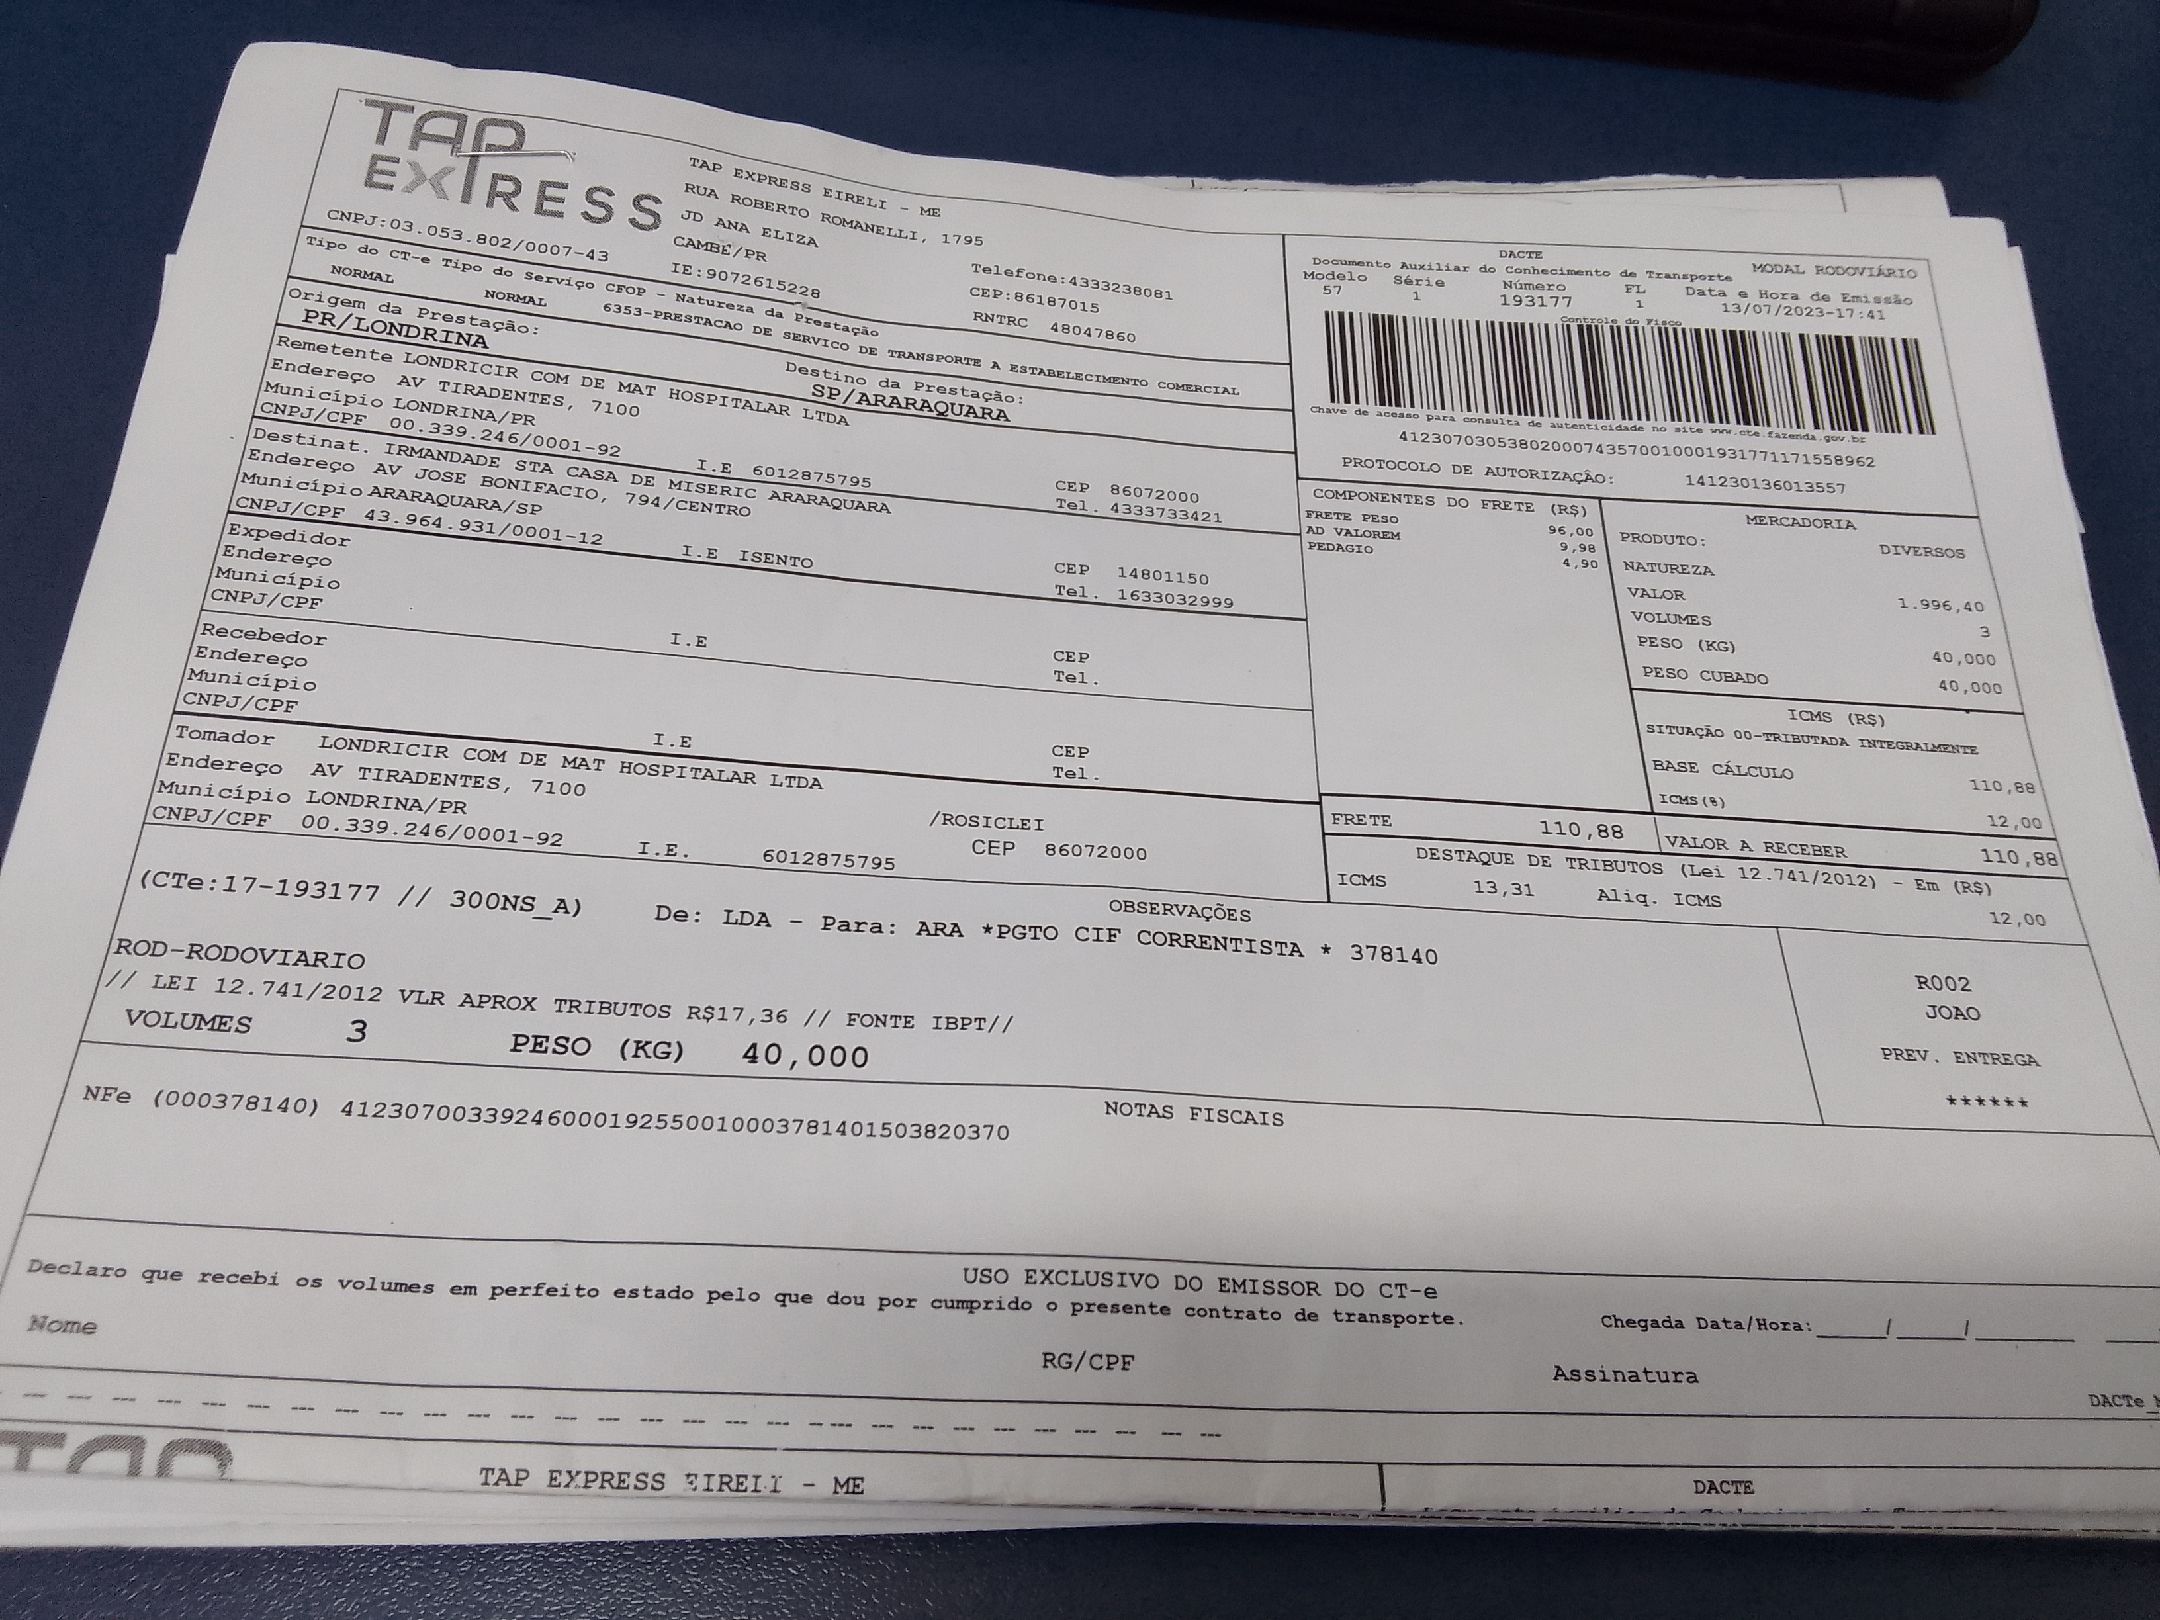 TAP
EXPRESS
TAP EXPRESS EIRELI - ME
RUA ROBERTO ROMANELLI, 1795
JD ANA ELIZA
CAMBE/PR
CNPJ:03.053.802/0007-43
IE:9072615228
Telefone:4333238081
CEP:86187015
RNTRC 48047860
DACTE
Documento Auxiliar do Conhecimento de Transporte
MODAL RODOVIÁRIO
Modelo Série Número FL Data e Hora de Emissão
57 1 193177 1 13/07/2023-17:41
Controle do Fisco
Chave de acesso para consulta de autenticidade no site www.cte.fazenda.gov.br
41230703053802000743570010001931771171558962
PROTOCOLO DE AUTORIZAÇÃO: 141230136013557
Tipo do CT-e Tipo do Serviço CFOP - Natureza da Prestação
NORMAL NORMAL 6353-PRESTACAO DE SERVICO DE TRANSPORTE A ESTABELECIMENTO COMERCIAL
Origem da Prestação: Destino da Prestação:
PR/LONDRINA SP/ARARAQUARA
Remetente LONDRICIR COM DE MAT HOSPITALAR LTDA
Endereço AV TIRADENTES, 7100
Município LONDRINA/PR CEP 86072000
CNPJ/CPF 00.339.246/0001-92 I.E 6012875795 Tel. 4333733421
Destinat. IRMANDADE STA CASA DE MISERIC ARARAQUARA
Endereço AV JOSE BONIFACIO, 794/CENTRO
Município ARARAQUARA/SP CEP 14801150
CNPJ/CPF 43.964.931/0001-12 I.E ISENTO Tel. 1633032999
Expedidor
Endereço
Município CEP
CNPJ/CPF I.E Tel.
Recebedor
Endereço
Município CEP
CNPJ/CPF I.E Tel.
Tomador LONDRICIR COM DE MAT HOSPITALAR LTDA
Endereço AV TIRADENTES, 7100
Município LONDRINA/PR /ROSICLEI
CNPJ/CPF 00.339.246/0001-92 I.E. 6012875795 CEP 86072000
COMPONENTES DO FRETE (R$)
FRETE PESO 96,00
AD VALOREM 9,98
PEDAGIO 4,90
MERCADORIA
PRODUTO: DIVERSOS
NATUREZA
VALOR 1.996,40
VOLUMES 3
PESO (KG) 40,000
PESO CUBADO 40,000
ICMS (R$)
SITUAÇÃO 00-TRIBUTADA INTEGRALMENTE
BASE CÁLCULO 110,88
ICMS(%) 12,00
FRETE 110,88 VALOR A RECEBER 110,88
DESTAQUE DE TRIBUTOS (Lei 12.741/2012) - Em (R$)
ICMS 13,31 Aliq. ICMS 12,00
OBSERVAÇÕES
(CTe:17-193177 // 300NS_A) De: LDA - Para: ARA *PGTO CIF CORRENTISTA * 378140
ROD-RODOVIARIO
// LEI 12.741/2012 VLR APROX TRIBUTOS R$17,36 // FONTE IBPT//
VOLUMES 3 PESO (KG) 40,000
R002
JOAO
PREV. ENTREGA
******
NOTAS FISCAIS
NFe (000378140) 41230700339246000192550010003781401503820370
USO EXCLUSIVO DO EMISSOR DO CT-e
Declaro que recebi os volumes em perfeito estado pelo que dou por cumprido o presente contrato de transporte.
Chegada Data/Hora:_____/_____/_______
Nome RG/CPF Assinatura
DACTe
TAP
TAP EXPRESS EIRELI - ME
DACTE